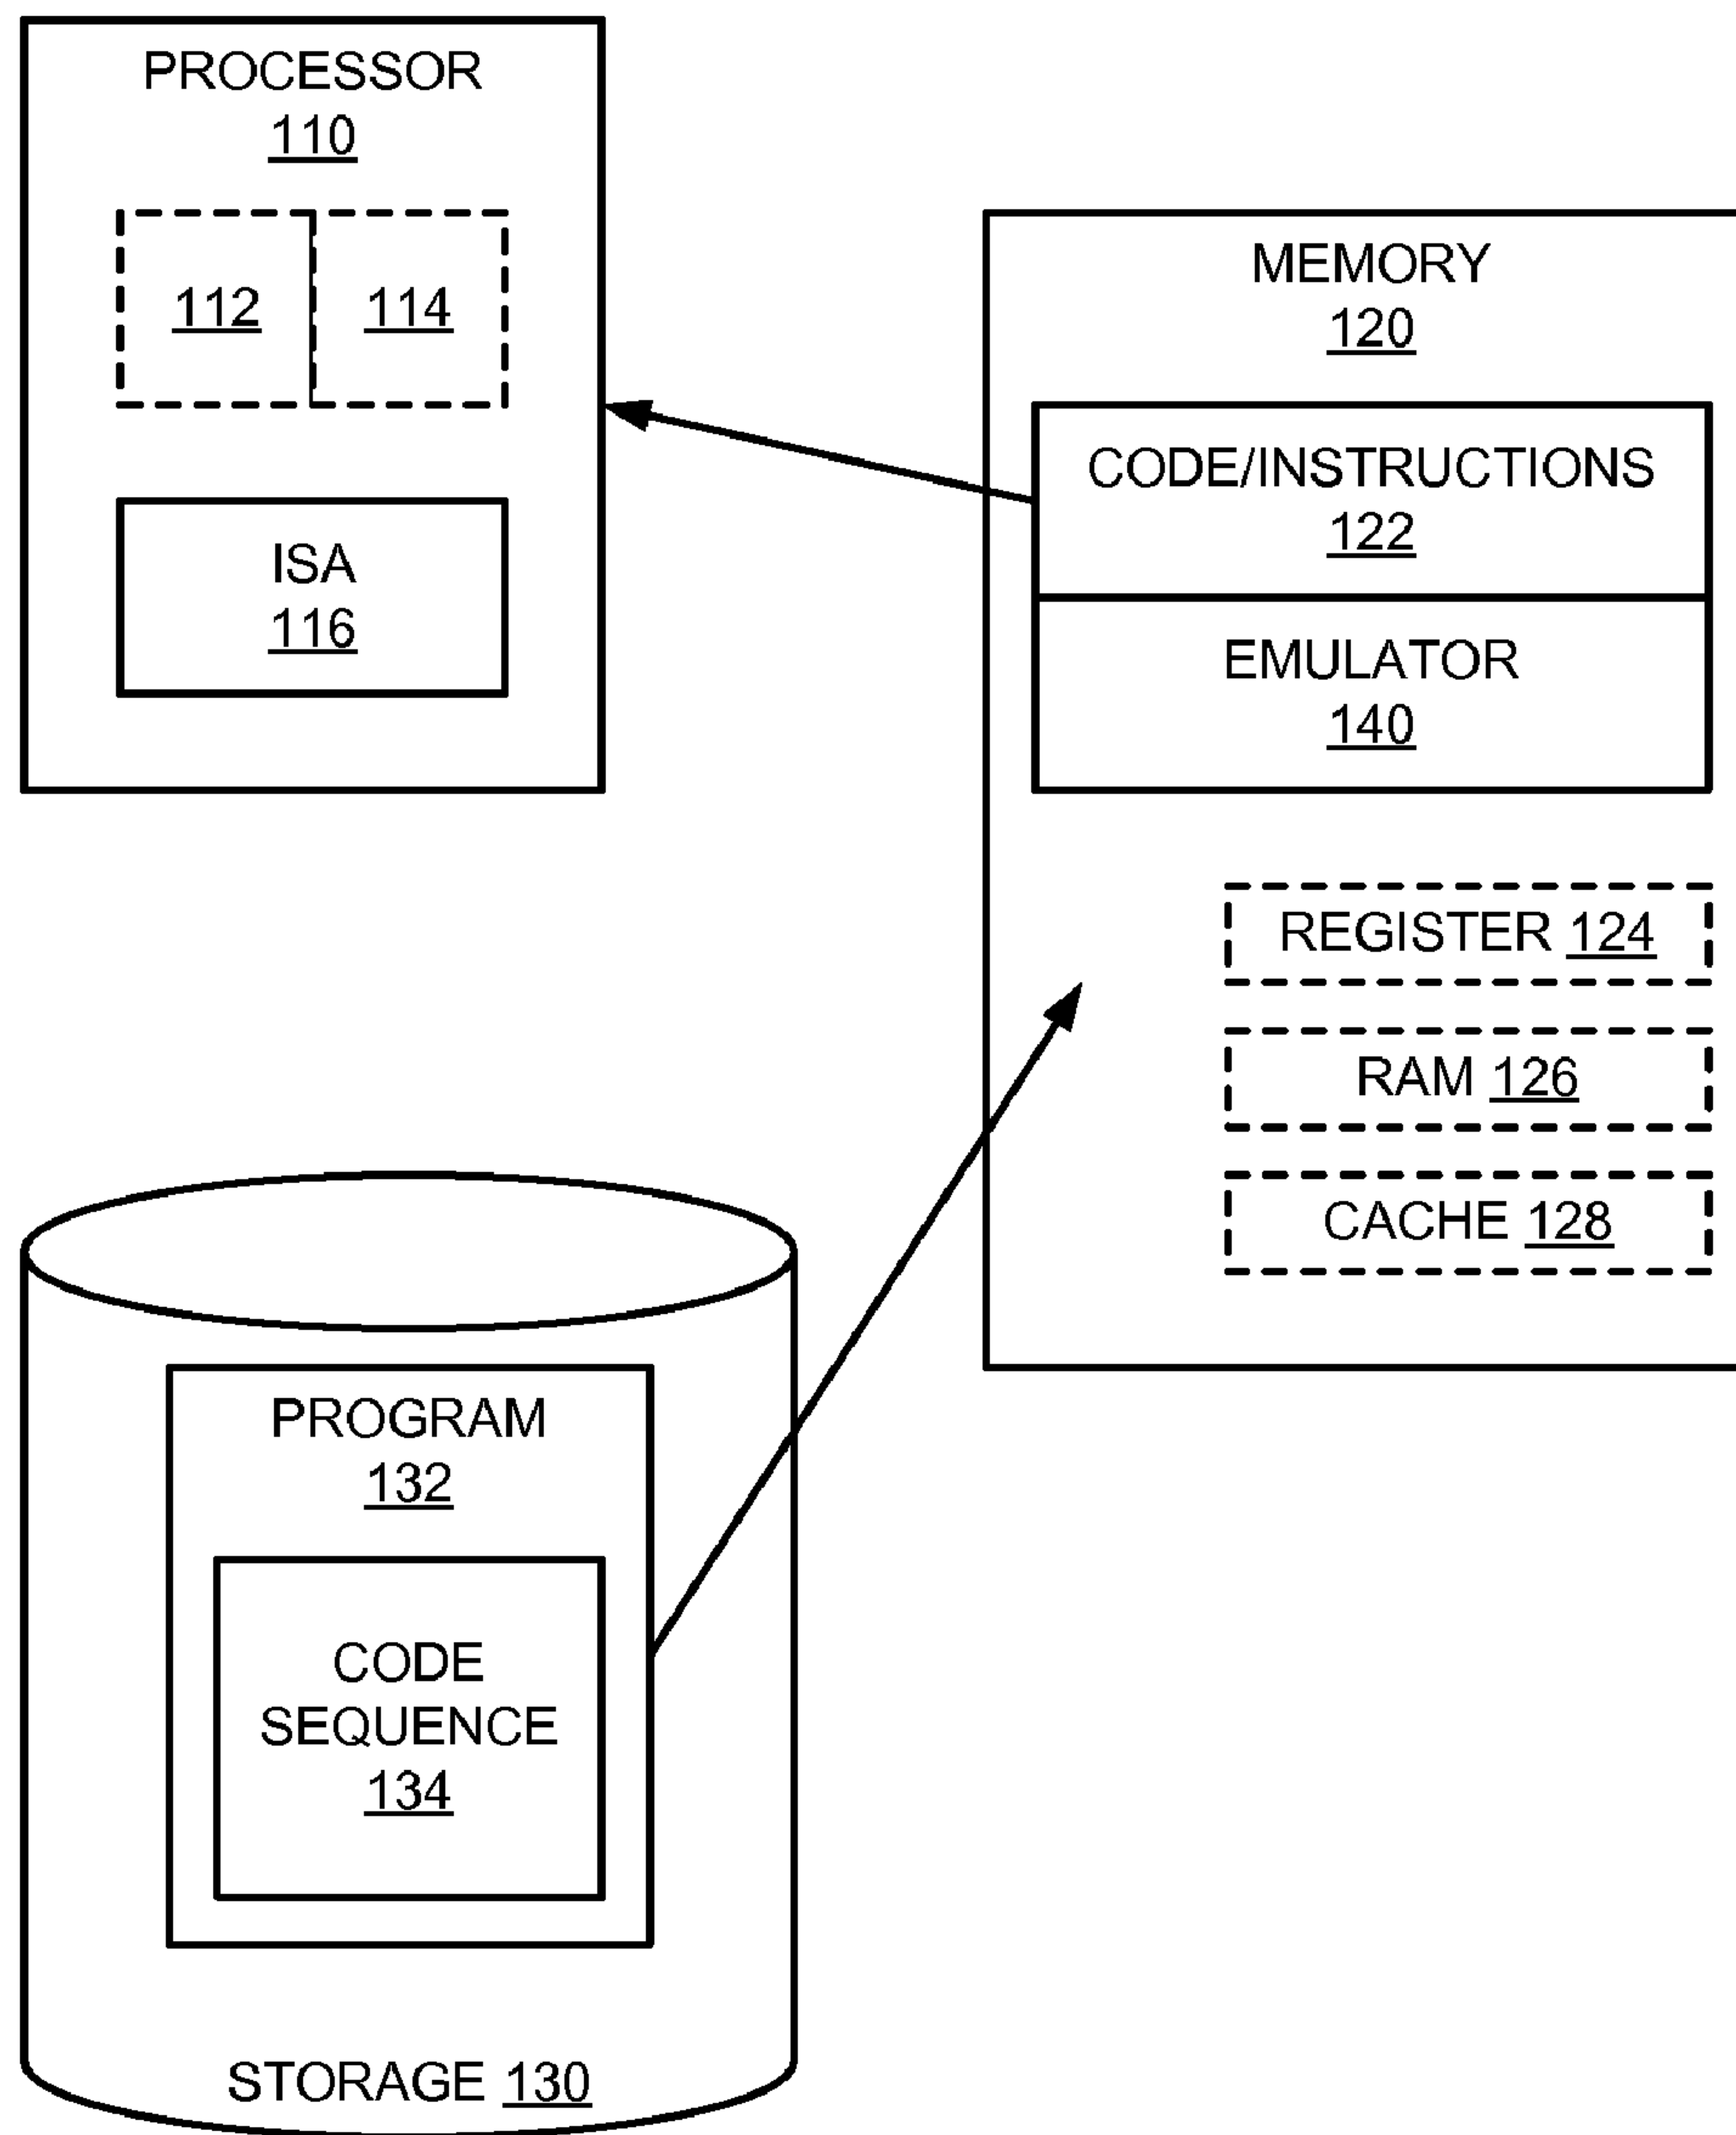 PROCESSOR
110
112
114
ISA
116
MEMORY
120
CODE/INSTRUCTIONS
122
EMULATOR
140
REGISTER 124
RAM 126
CACHE 128
PROGRAM
132
CODE
SEQUENCE
134
STORAGE 130